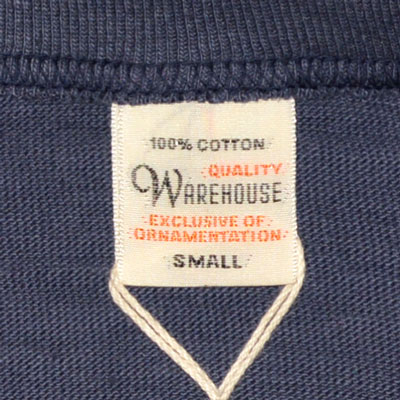 100% COTTON
QUALITY
WAREHOUSE
EXCLUSIVE OF
ORNAMENTATION
SMALL